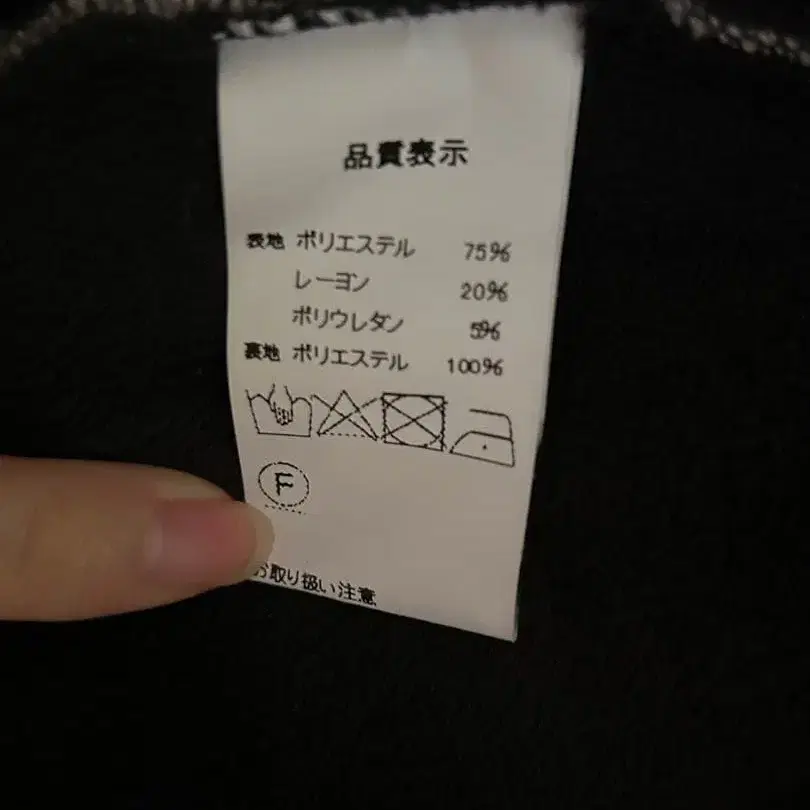 品質表示
表地 ポリエステル 75%
レーヨン 20%
ポリウレタン 5%
裏地 ポリエステル 100%
F
お取り扱い注意